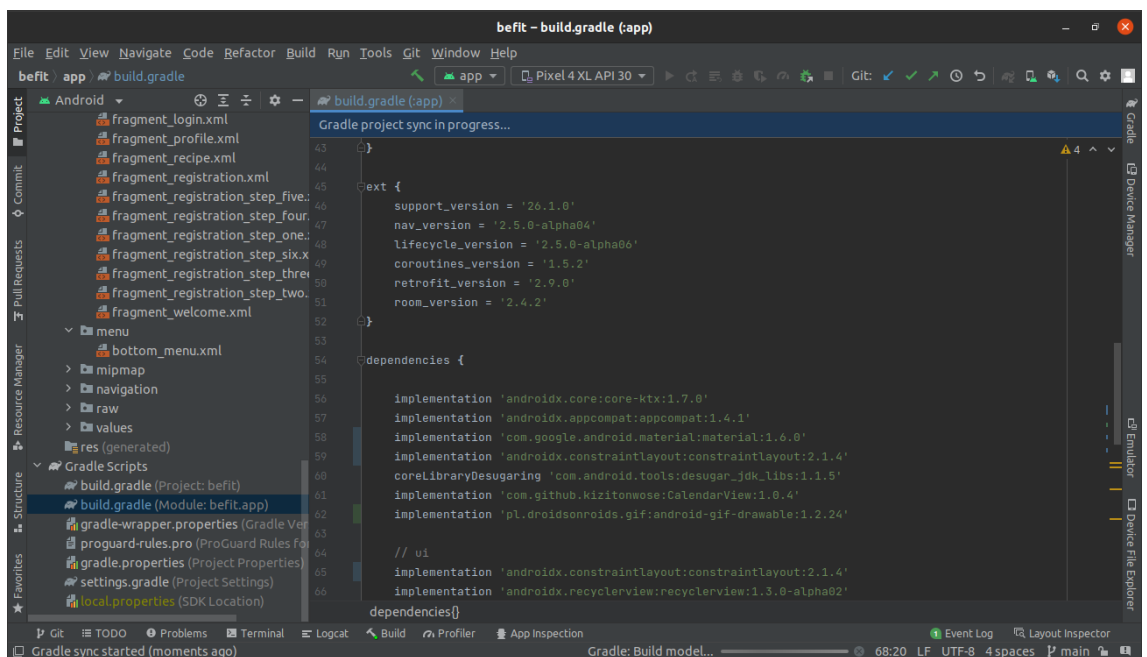 befit – build.gradle (:app)
File Edit View Navigate Code Refactor Build Run Tools Git Window Help
befit app build.gradle
app Pixel 4 XL API 30 Git:
Project
Commit
Pull Requests
Resource Manager
Structure
Favorites
Android
fragment_login.xml
fragment_profile.xml
fragment_recipe.xml
fragment_registration.xml
fragment_registration_step_five.
fragment_registration_step_four
fragment_registration_step_one.
fragment_registration_step_six.x
fragment_registration_step_three
fragment_registration_step_two.
fragment_welcome.xml
menu
bottom_menu.xml
mipmap
navigation
raw
values
res (generated)
Gradle Scripts
build.gradle (Project: befit)
build.gradle (Module: befit.app)
gradle-wrapper.properties (Gradle Ver
proguard-rules.pro (ProGuard Rules fo
gradle.properties (Project Properties)
settings.gradle (Project Settings)
local.properties (SDK Location)
build.gradle (:app)
Gradle project sync in progress...
4
43 }
44
45 ext {
46 support_version = '26.1.0'
47 nav_version = '2.5.0-alpha04'
48 lifecycle_version = '2.5.0-alpha06'
49 coroutines_version = '1.5.2'
50 retrofit_version = '2.9.0'
51 room_version = '2.4.2'
52 }
53
54 dependencies {
55
56 implementation 'androidx.core:core-ktx:1.7.0'
57 implementation 'androidx.appcompat:appcompat:1.4.1'
58 implementation 'com.google.android.material:material:1.6.0'
59 implementation 'androidx.constraintlayout:constraintlayout:2.1.4'
60 coreLibraryDesugaring 'com.android.tools:desugar_jdk_libs:1.1.5'
61 implementation 'com.github.kizitonwose:CalendarView:1.0.4'
62 implementation 'pl.droidsonroids.gif:android-gif-drawable:1.2.24'
63
64 // ui
65 implementation 'androidx.constraintlayout:constraintlayout:2.1.4'
66 implementation 'androidx.recyclerview:recyclerview:1.3.0-alpha02'
dependencies{}
Gradle
Device Manager
Emulator
Device File Explorer
Git TODO Problems Terminal Logcat Build Profiler App Inspection 1 Event Log Layout Inspector
Gradle sync started (moments ago) Gradle: Build model... 68:20 LF UTF-8 4 spaces main